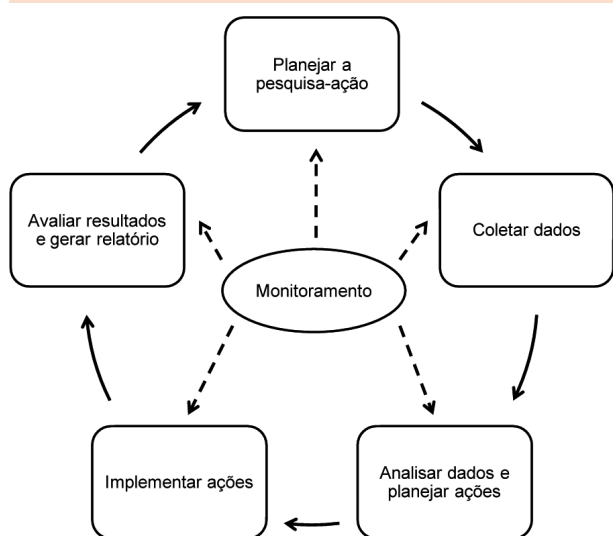 Planejar a
pesquisa-ação
Coletar dados
Analisar dados e
planejar ações
Implementar ações
Avaliar resultados
e gerar relatório
Monitoramento